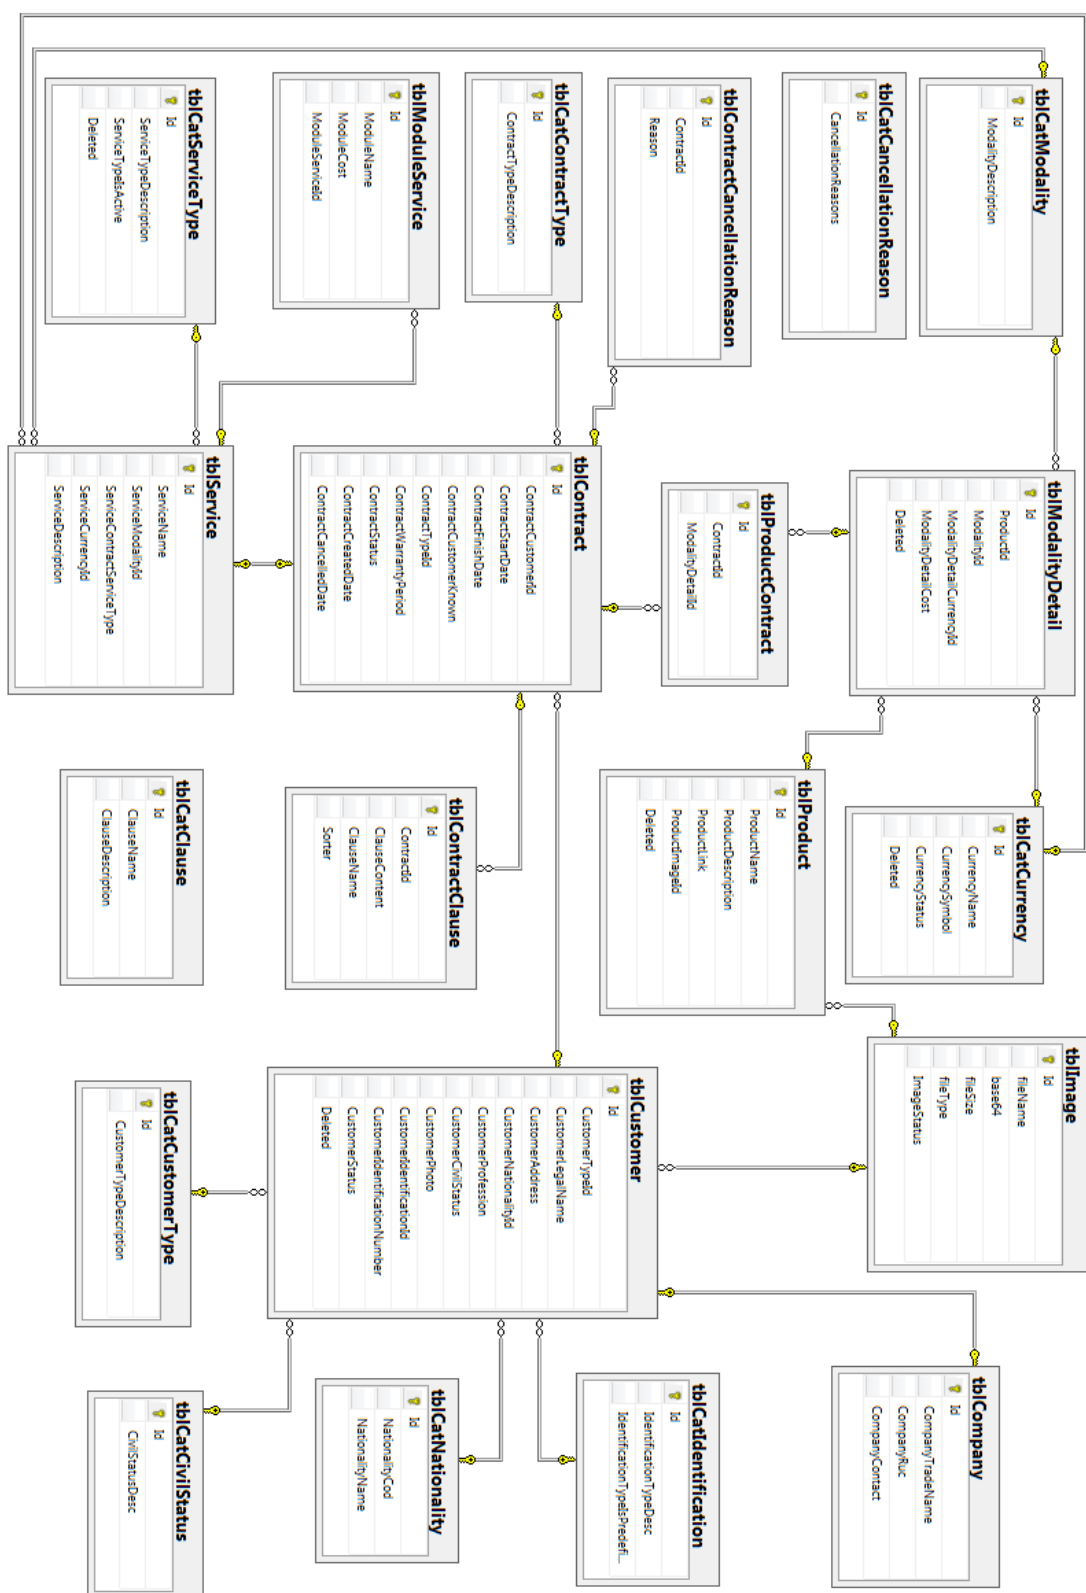 tblCatServiceType
Id
ServiceTypeDescription
ServiceTypeIsActive
Deleted
tblModuleService
Id
ModuleName
ModuleCost
ModuleServiceId
tblCatContractType
Id
ContractTypeDescription
tblContractCancellationReason
Id
ContractId
Reason
tblCatCancellationReason
Id
CancellationReasons
tblCatModality
Id
ModalityDescription
tblService
Id
ServiceName
ServiceModalityId
ServiceContractServiceType
ServiceCurrencyId
ServiceDescription
tblContract
Id
ContractCustomerId
ContractStartDate
ContractFinishDate
ContractCustomerKnown
ContractTypeId
ContractWarrantyPeriod
ContractStatus
ContractCreatedDate
ContractCancelledDate
tblProductContract
Id
ContractId
ModalityDetailId
tblModalityDetail
Id
ProductId
ModalityId
ModalityDetailCurrencyId
ModalityDetailCost
Deleted
tblCatClause
Id
ClauseName
ClauseDescription
tblContractClause
Id
ContractId
ClauseContent
ClauseName
Sorter
tblProduct
Id
ProductName
ProductDescription
ProductLink
ProductImageId
Deleted
tblCatCurrency
Id
CurrencyName
CurrencySymbol
CurrencyStatus
Deleted
tblCatCustomerType
Id
CustomerTypeDescription
tblCustomer
Id
CustomerTypeId
CustomerLegalName
CustomerAddress
CustomerNationalityId
CustomerProfession
CustomerCivilStatus
CustomerPhoto
CustomerIdentificationId
CustomerIdentificationNumber
CustomerStatus
Deleted
tblImage
Id
fileName
base64
fileSize
fileType
ImageStatus
tblCatCivilStatus
Id
CivilStatusDesc
tblCatNationality
Id
NationalityCod
NationalityName
tblCatIdentification
Id
IdentificationTypeDesc
IdentificationTypeIsPredefi...
tblCompany
Id
CompanyTradeName
CompanyRuc
CompanyContact